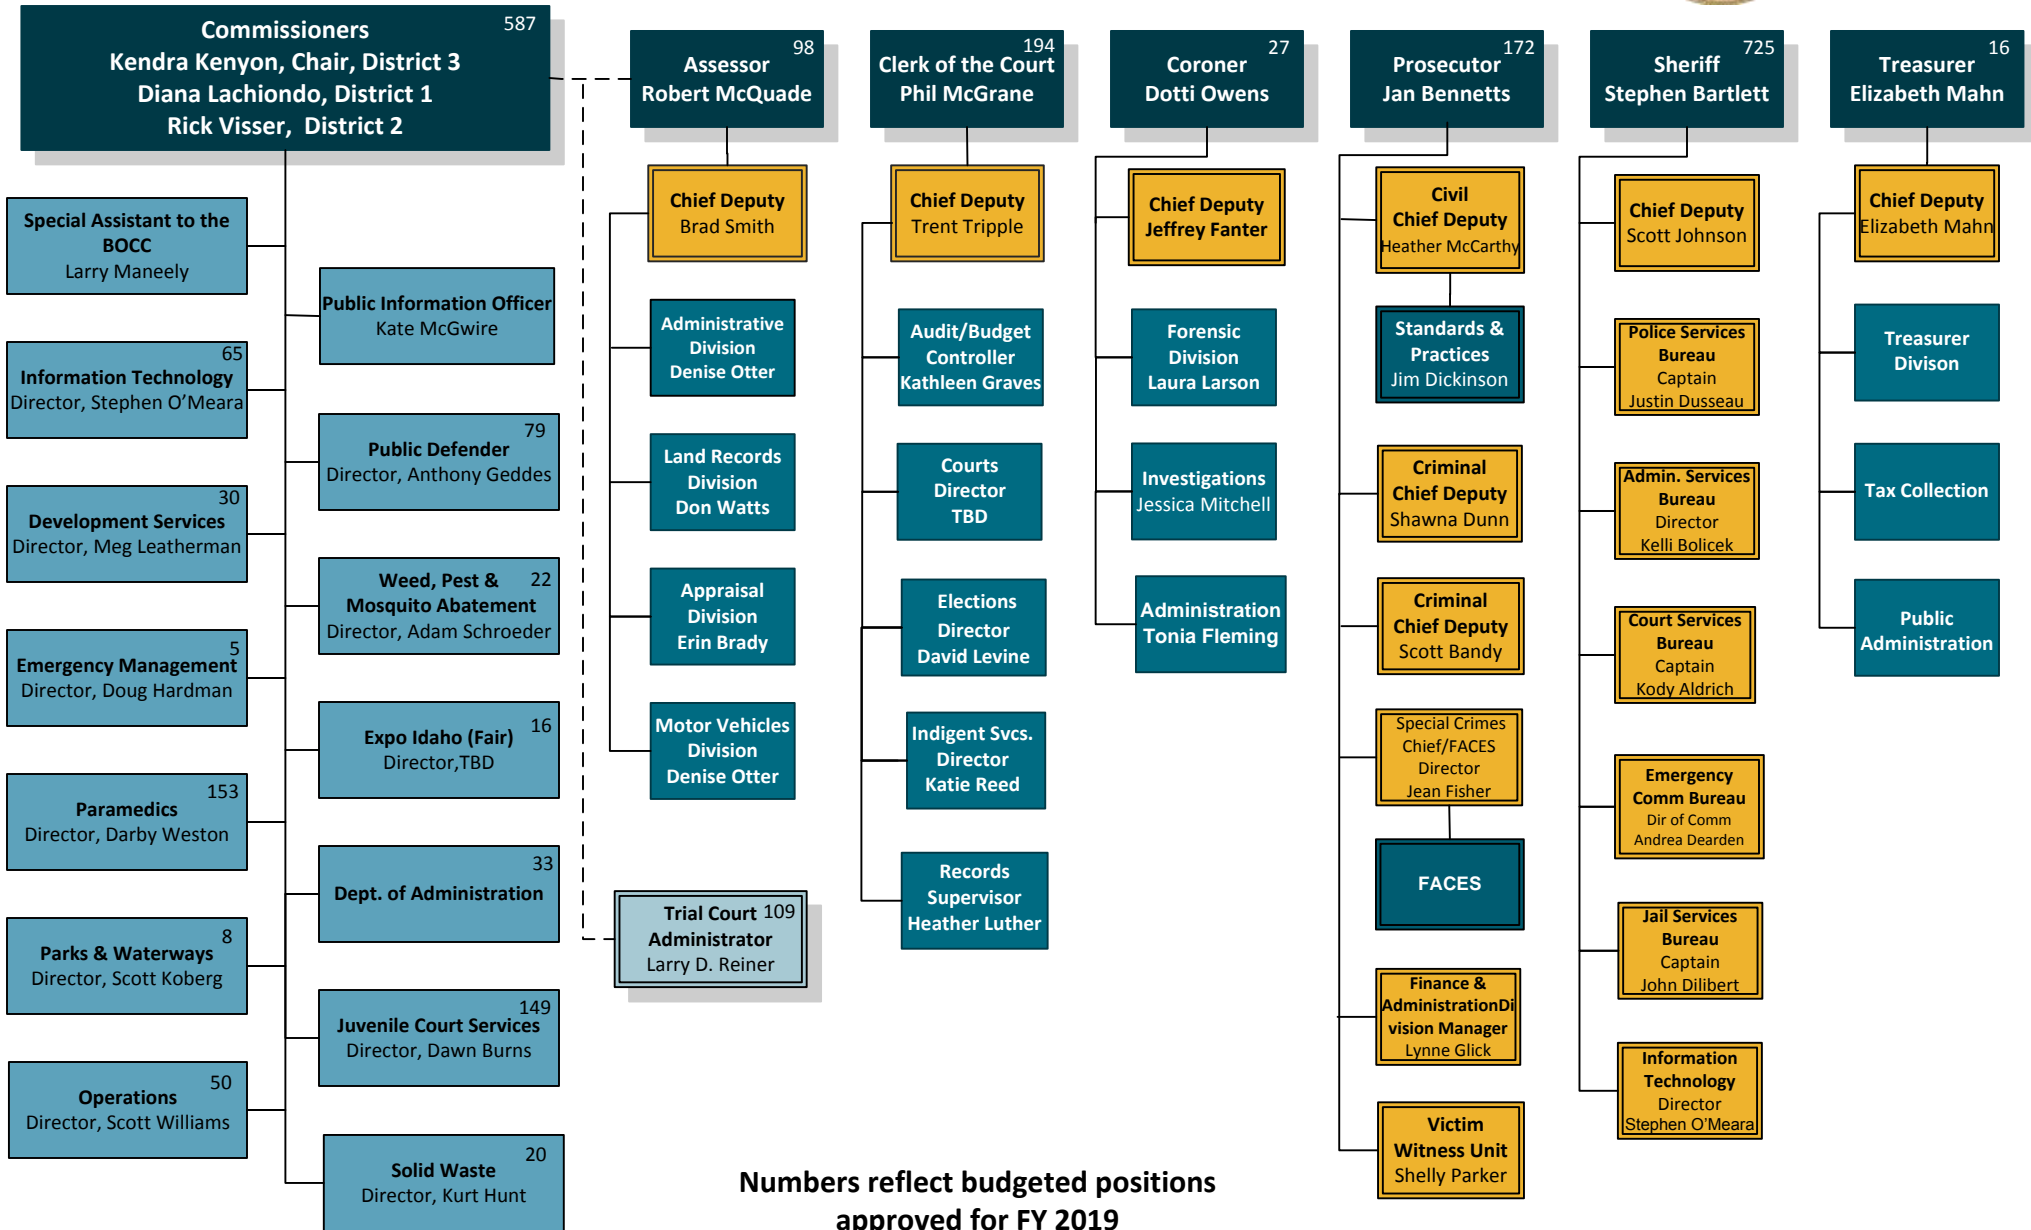 Commissioners
587
Kendra Kenyon, Chair, District 3
Diana Lachiondo, District 1
Rick Visser, District 2
Assessor
98
Robert McQuade
Clerk of the Court
194
Phil McGrane
Coroner
27
Dotti Owens
Prosecutor
172
Jan Bennetts
Sheriff
725
Stephen Bartlett
Treasurer
16
Elizabeth Mahn
Special Assistant to the
BOCC
Larry Maneely
Public Information Officer
Kate McGwire
65
Information Technology
Director, Stephen O’Meara
79
Public Defender
Director, Anthony Geddes
30
Development Services
Director, Meg Leatherman
Weed, Pest & 22
Mosquito Abatement
Director, Adam Schroeder
5
Emergency Management
Director, Doug Hardman
16
Expo Idaho (Fair)
Director,TBD
153
Paramedics
Director, Darby Weston
33
Dept. of Administration
8
Parks & Waterways
Director, Scott Koberg
149
Juvenile Court Services
Director, Dawn Burns
50
Operations
Director, Scott Williams
20
Solid Waste
Director, Kurt Hunt
Chief Deputy
Brad Smith
Administrative
Division
Denise Otter
Land Records
Division
Don Watts
Appraisal
Division
Erin Brady
Motor Vehicles
Division
Denise Otter
Trial Court 109
Administrator
Larry D. Reiner
Chief Deputy
Trent Tripple
Audit/Budget
Controller
Kathleen Graves
Courts
Director
TBD
Elections
Director
David Levine
Indigent Svcs.
Director
Katie Reed
Records
Supervisor
Heather Luther
Chief Deputy
Jeffrey Fanter
Forensic
Division
Laura Larson
Investigations
Jessica Mitchell
Administration
Tonia Fleming
Civil
Chief Deputy
Heather McCarthy
Standards &
Practices
Jim Dickinson
Criminal
Chief Deputy
Shawna Dunn
Criminal
Chief Deputy
Scott Bandy
Special Crimes
Chief/FACES
Director
Jean Fisher
FACES
Finance &
AdministrationDi
vision Manager
Lynne Glick
Victim
Witness Unit
Shelly Parker
Chief Deputy
Scott Johnson
Police Services
Bureau
Captain
Justin Dusseau
Admin. Services
Bureau
Director
Kelli Bolicek
Court Services
Bureau
Captain
Kody Aldrich
Emergency
Comm Bureau
Dir of Comm
Andrea Dearden
Jail Services
Bureau
Captain
John Dilibert
Information
Technology
Director
Stephen O’Meara
Chief Deputy
Elizabeth Mahn
Treasurer
Divison
Tax Collection
Public
Administration
Numbers reflect budgeted positions
approved for FY 2019